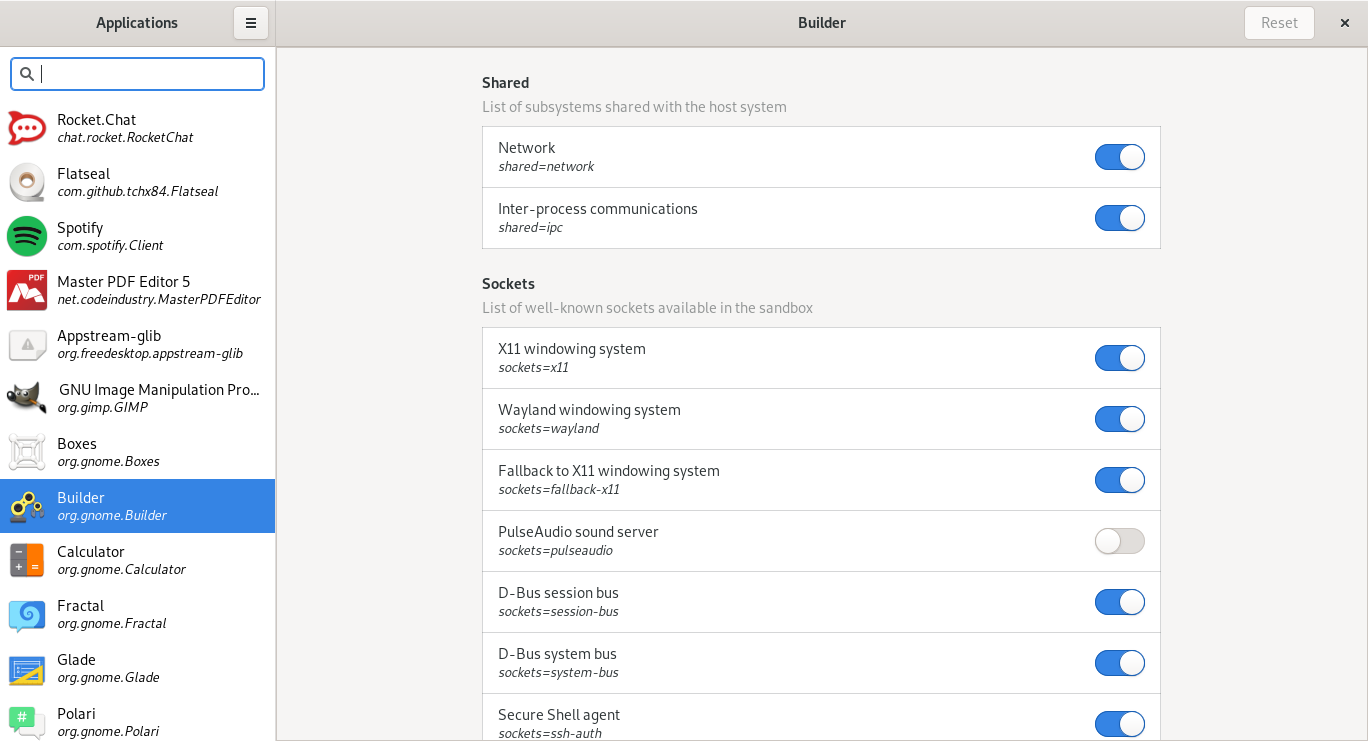 Applications
Builder
Reset
Rocket.Chat
chat.rocket.RocketChat
Flatseal
com.github.tchx84.Flatseal
Spotify
com.spotify.Client
PDF
Master PDF Editor 5
net.codeindustry.MasterPDFEditor
Appstream-glib
org.freedesktop.appstream-glib
GNU Image Manipulation Pro...
org.gimp.GIMP
Boxes
org.gnome.Boxes
Builder
org.gnome.Builder
Calculator
org.gnome.Calculator
Fractal
org.gnome.Fractal
Glade
org.gnome.Glade
#
Polari
org.gnome.Polari
Shared
List of subsystems shared with the host system
Network
shared=network
Inter-process communications
shared=ipc
Sockets
List of well-known sockets available in the sandbox
X11 windowing system
sockets=x11
Wayland windowing system
sockets=wayland
Fallback to X11 windowing system
sockets=fallback-x11
PulseAudio sound server
sockets=pulseaudio
D-Bus session bus
sockets=session-bus
D-Bus system bus
sockets=system-bus
Secure Shell agent
sockets=ssh-auth